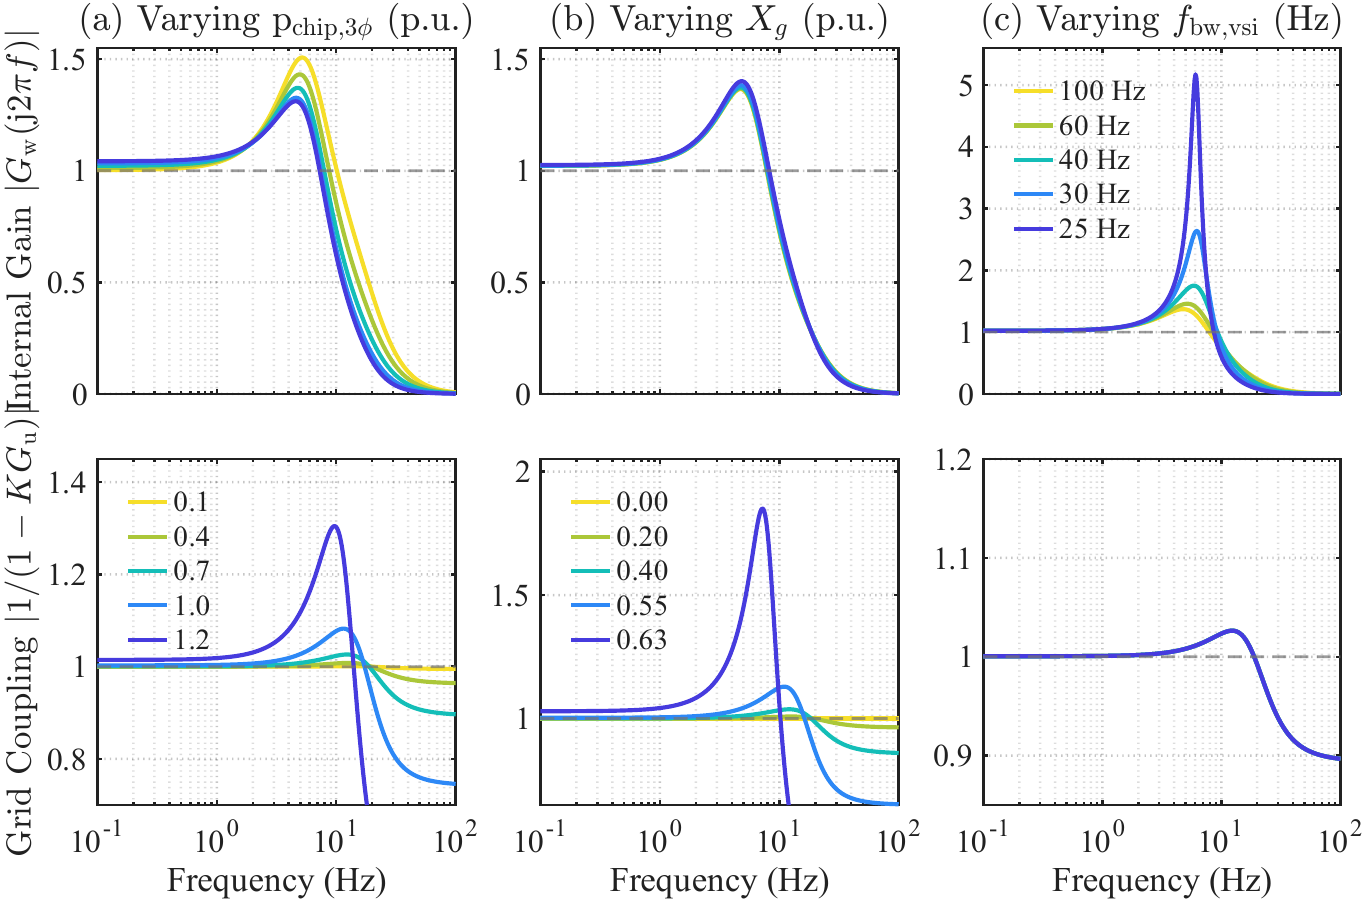 (a) Varying p_chip,3ϕ (p.u.)
(b) Varying X_g (p.u.)
(c) Varying f_bw,vsi (Hz)
Internal Gain |G_w(j2πf)|
1.5
1
0.5
0
1.5
1
0.5
0
5
4
3
2
1
0
100 Hz
60 Hz
40 Hz
30 Hz
25 Hz
Grid Coupling |1/(1 − KG_u)|
1.4
1.2
1
0.8
0.1
0.4
0.7
1.0
1.2
2
1.5
1
0.00
0.20
0.40
0.55
0.63
1.2
1.1
1
0.9
10^-1 10^0 10^1 10^2
10^-1 10^0 10^1 10^2
10^-1 10^0 10^1 10^2
Frequency (Hz)
Frequency (Hz)
Frequency (Hz)